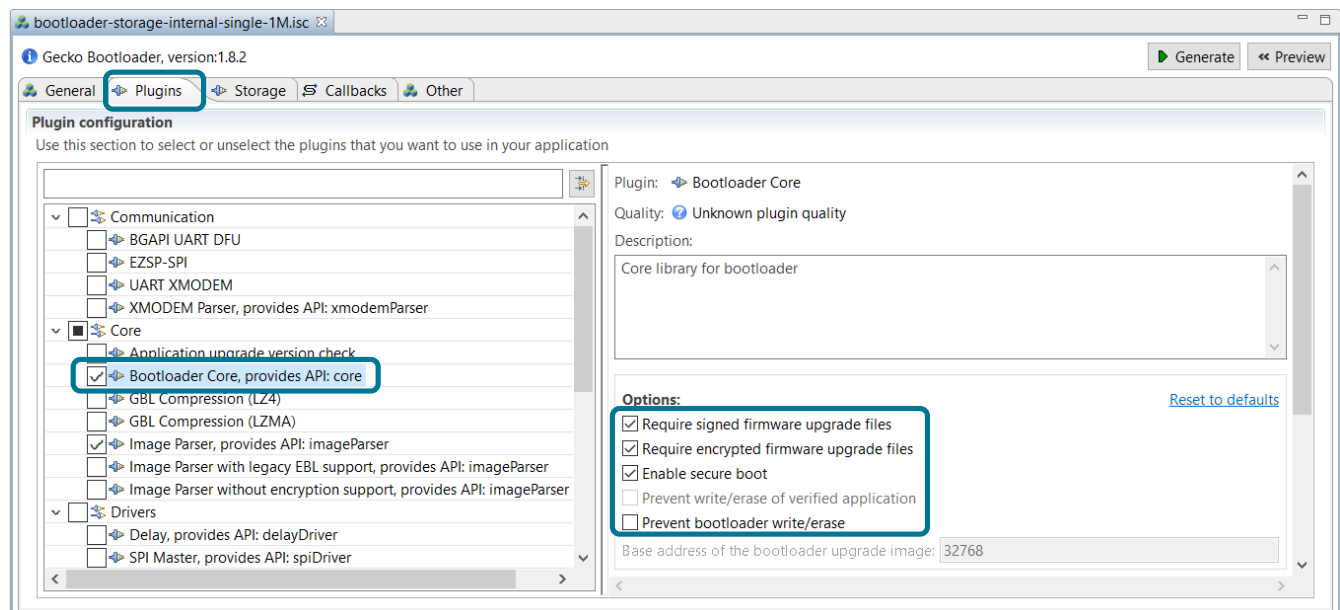 bootloader-storage-internal-single-1M.isc
Gecko Bootloader, version:1.8.2
Generate
Preview
General
Plugins
Storage
Callbacks
Other
Plugin configuration
Use this section to select or unselect the plugins that you want to use in your application
Communication
BGAPI UART DFU
EZSP-SPI
UART XMODEM
XMODEM Parser, provides API: xmodemParser
Core
Application upgrade version check
Bootloader Core, provides API: core
GBL Compression (LZ4)
GBL Compression (LZMA)
Image Parser, provides API: imageParser
Image Parser with legacy EBL support, provides API: imageParser
Image Parser without encryption support, provides API: imageParser
Drivers
Delay, provides API: delayDriver
SPI Master, provides API: spiDriver
Plugin: Bootloader Core
Quality: Unknown plugin quality
Description:
Core library for bootloader
Options:
Reset to defaults
Require signed firmware upgrade files
Require encrypted firmware upgrade files
Enable secure boot
Prevent write/erase of verified application
Prevent bootloader write/erase
Base address of the bootloader upgrade image: 32768